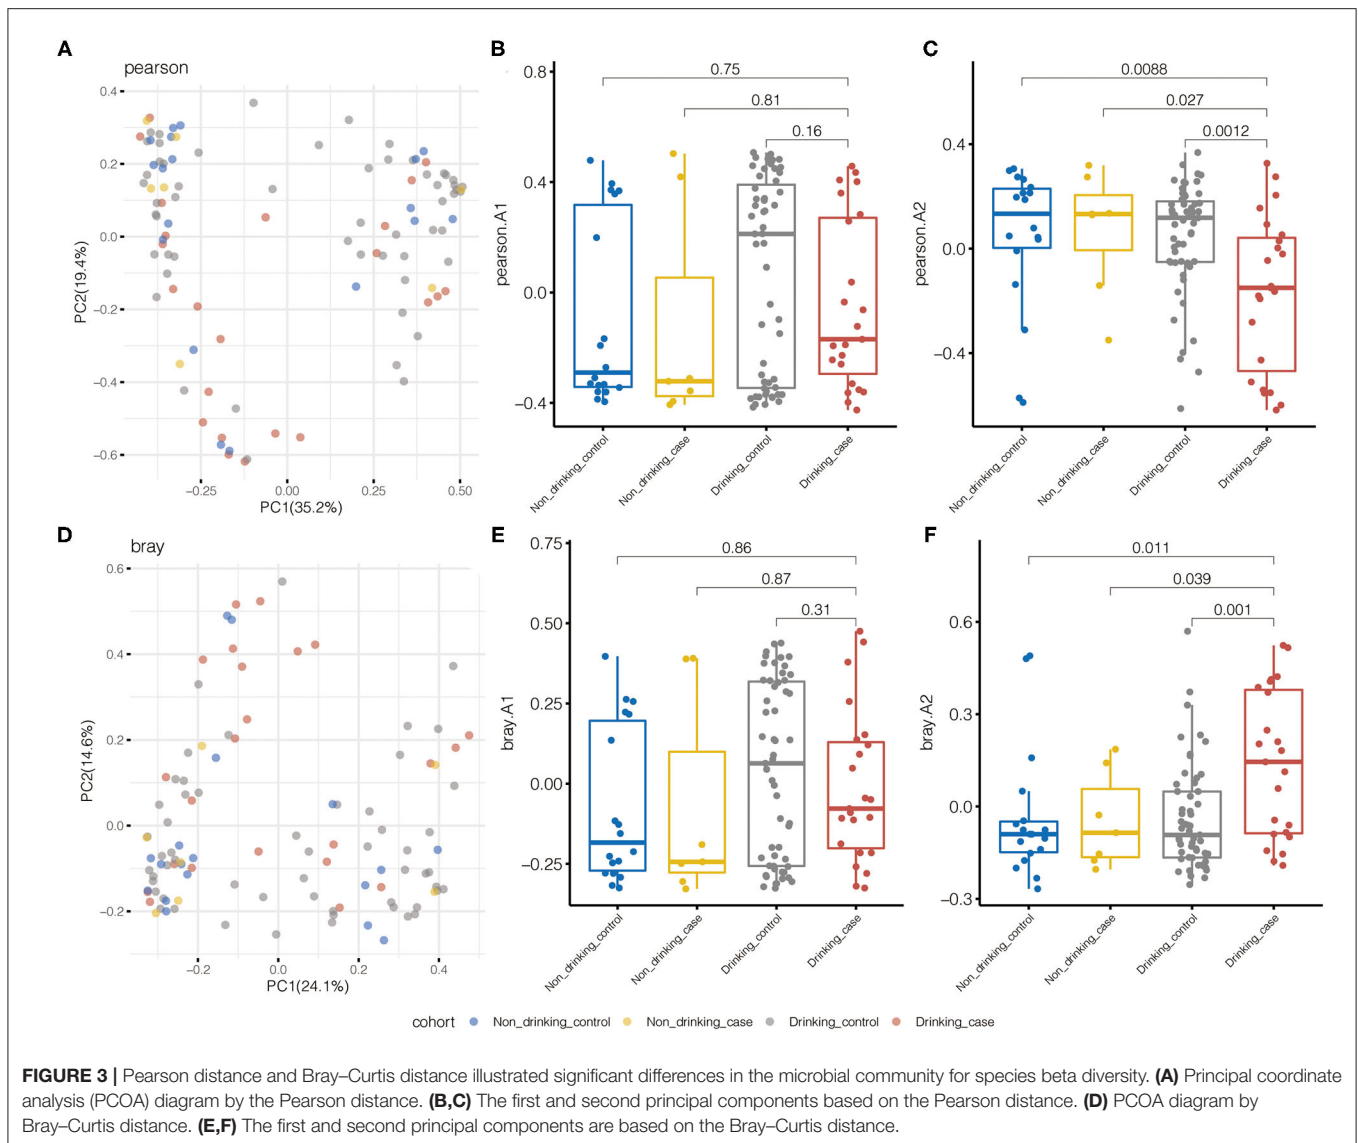 A
pearson
0.4
0.2
0.0
−0.2
−0.4
−0.6
PC2(19.4%)
−0.25
0.00
0.25
0.50
PC1(35.2%)
B
0.8
0.4
0.0
−0.4
pearson.A1
0.75
0.81
0.16
Non_drinking_control
Non_drinking_case
Drinking_control
Drinking_case
C
0.4
0.0
−0.4
pearson.A2
0.0088
0.027
0.0012
Non_drinking_control
Non_drinking_case
Drinking_control
Drinking_case
D
bray
0.6
0.4
0.2
0.0
−0.2
PC2(14.6%)
−0.2
0.0
0.2
0.4
PC1(24.1%)
E
0.75
0.50
0.25
0.00
−0.25
bray.A1
0.86
0.87
0.31
Non_drinking_control
Non_drinking_case
Drinking_control
Drinking_case
F
0.6
0.3
0.0
−0.3
bray.A2
0.011
0.039
0.001
Non_drinking_control
Non_drinking_case
Drinking_control
Drinking_case
cohort Non_drinking_control Non_drinking_case Drinking_control Drinking_case
FIGURE 3 | Pearson distance and Bray–Curtis distance illustrated significant differences in the microbial community for species beta diversity. (A) Principal coordinate
analysis (PCOA) diagram by the Pearson distance. (B,C) The first and second principal components based on the Pearson distance. (D) PCOA diagram by
Bray–Curtis distance. (E,F) The first and second principal components are based on the Bray–Curtis distance.